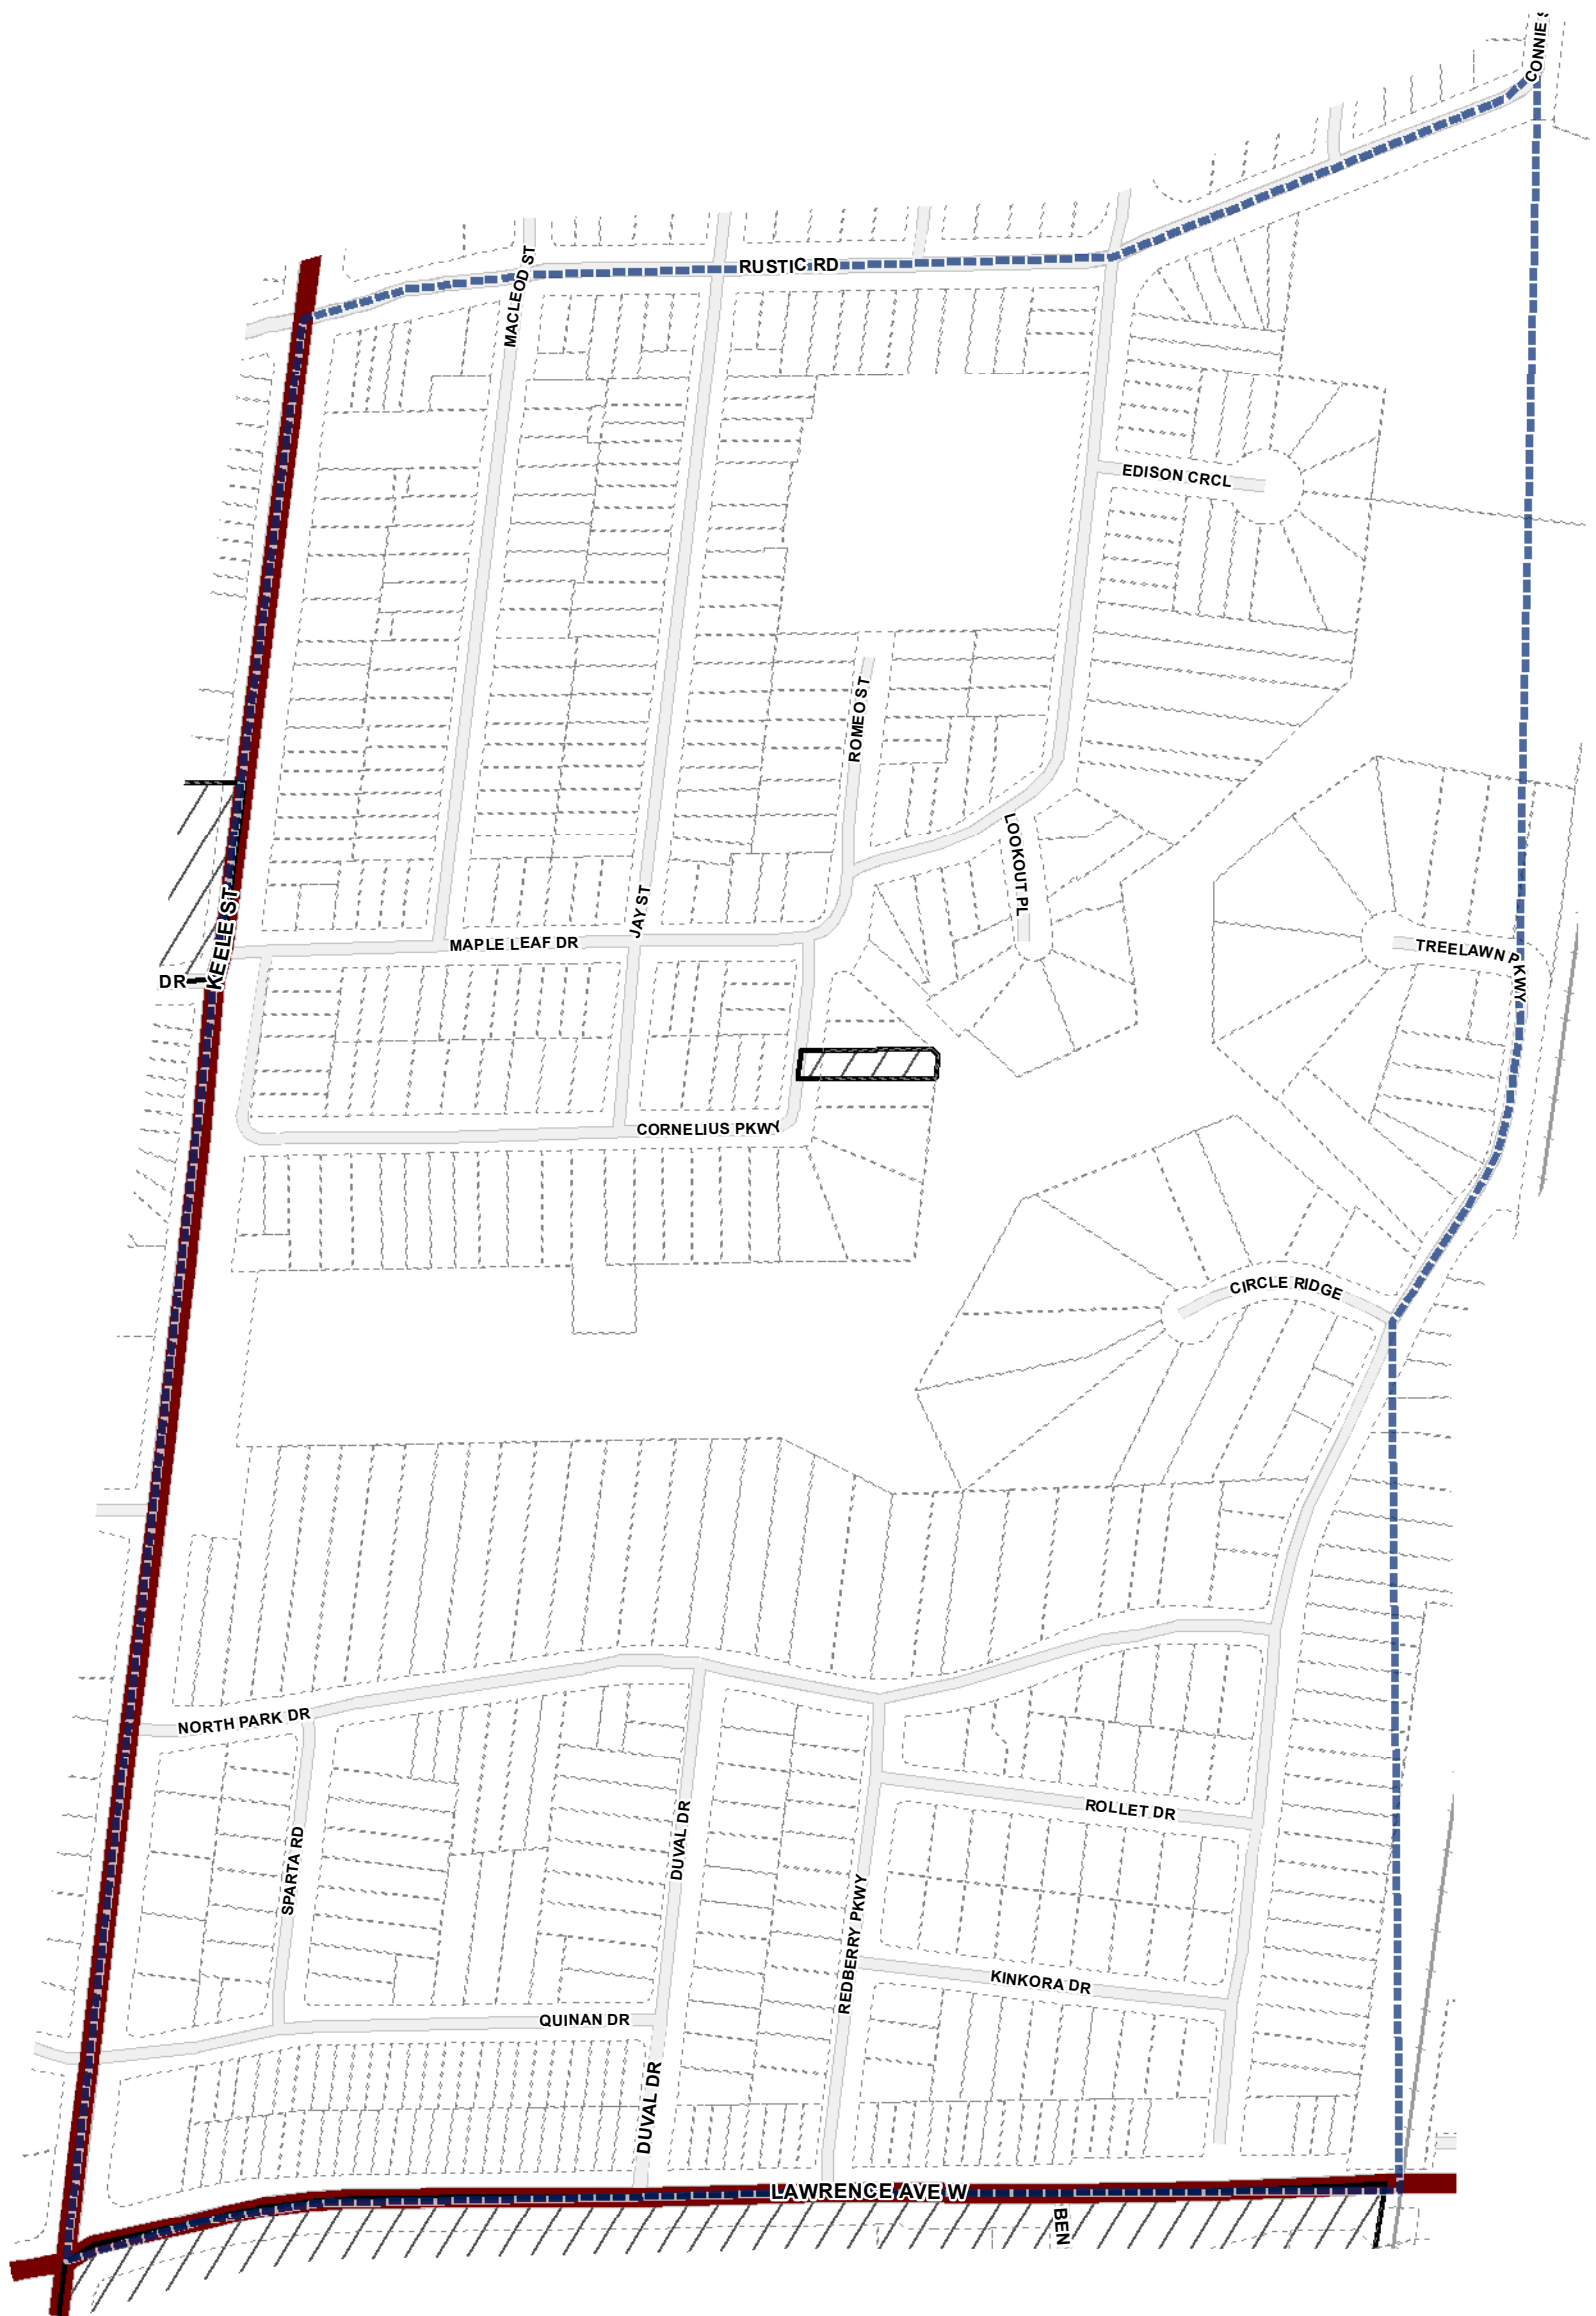 CONNIE S
RUSTIC RD
MACLEOD ST
EDISON CRCL
ROMEO ST
LOOKOUT PL
KEELE ST
JAY ST
MAPLE LEAF DR
TREELAWN PKWY
DR
CORNELIUS PKWY
CIRCLE RIDGE
NORTH PARK DR
ROLLET DR
DUVAL DR
SPARTA RD
REDBERRY PKWY
KINKORA DR
QUINAN DR
DUVAL DR
LAWRENCE AVE W
BEN